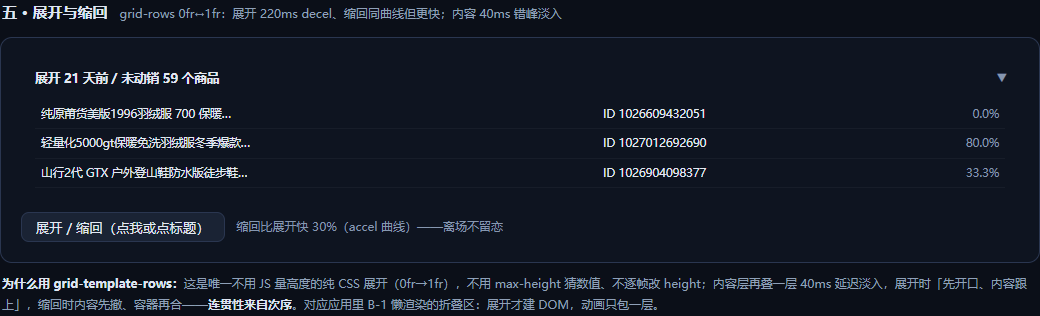 五 • 展开与缩回 grid-rows 0fr↔1fr：展开 220ms decel、缩回同曲线但更快；内容 40ms 错峰淡入
展开 21 天前 / 未动销 59 个商品 ▼
纯原莆货美版1996羽绒服 700 保暖... ID 1026609432051 0.0%
轻量化5000gt保暖免洗羽绒服冬季爆款... ID 1027012692690 80.0%
山行2代 GTX 户外登山鞋防水版徒步鞋... ID 1026904098377 33.3%
展开 / 缩回（点我或点标题） 缩回比展开快 30%（accel 曲线）——离场不留恋
为什么用 grid-template-rows：这是唯一不用 JS 量高度的纯 CSS 展开（0fr→1fr），不用 max-height 猜数值、不逐帧改 height；内容层再叠一层 40ms 延迟淡入，展开时「先开口、内容跟
上」，缩回时内容先撤、容器再合——连贯性来自次序。对应应用里 B-1 懒渲染的折叠区：展开才建 DOM，动画只包一层。